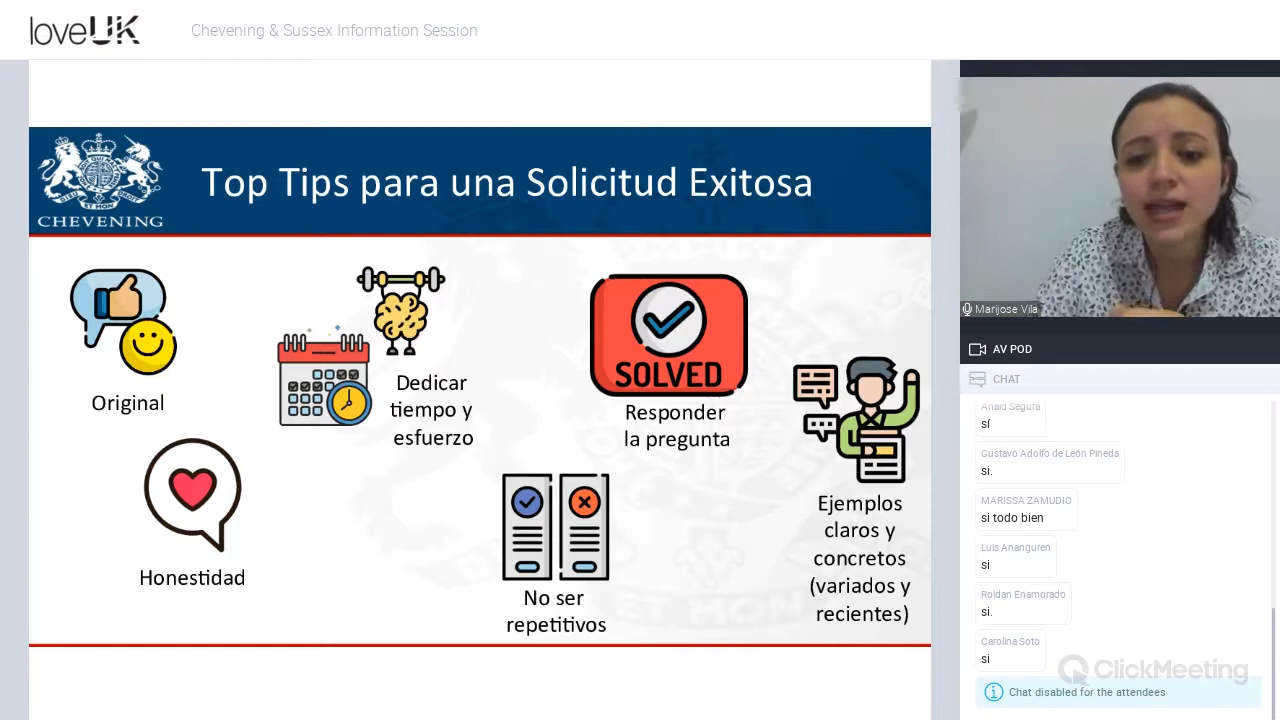 loveUK
Chevening & Sussex Information Session
CHEVENING
Top Tips para una Solicitud Exitosa
Original
Dedicar
tiempo y
esfuerzo
SOLVED
Responder
la pregunta
Ejemplos
claros y
concretos
(variados y
recientes)
Honestidad
No ser
repetitivos
Marijose Vila
AV POD
CHAT
Anaid Segura
sí
Gustavo Adolfo de León Pineda
si.
MARISSA ZAMUDIO
si todo bien
Luis Ananguren
si
Roldan Enamorado
si.
Carolina Soto
si
ClickMeeting
Chat disabled for the attendees